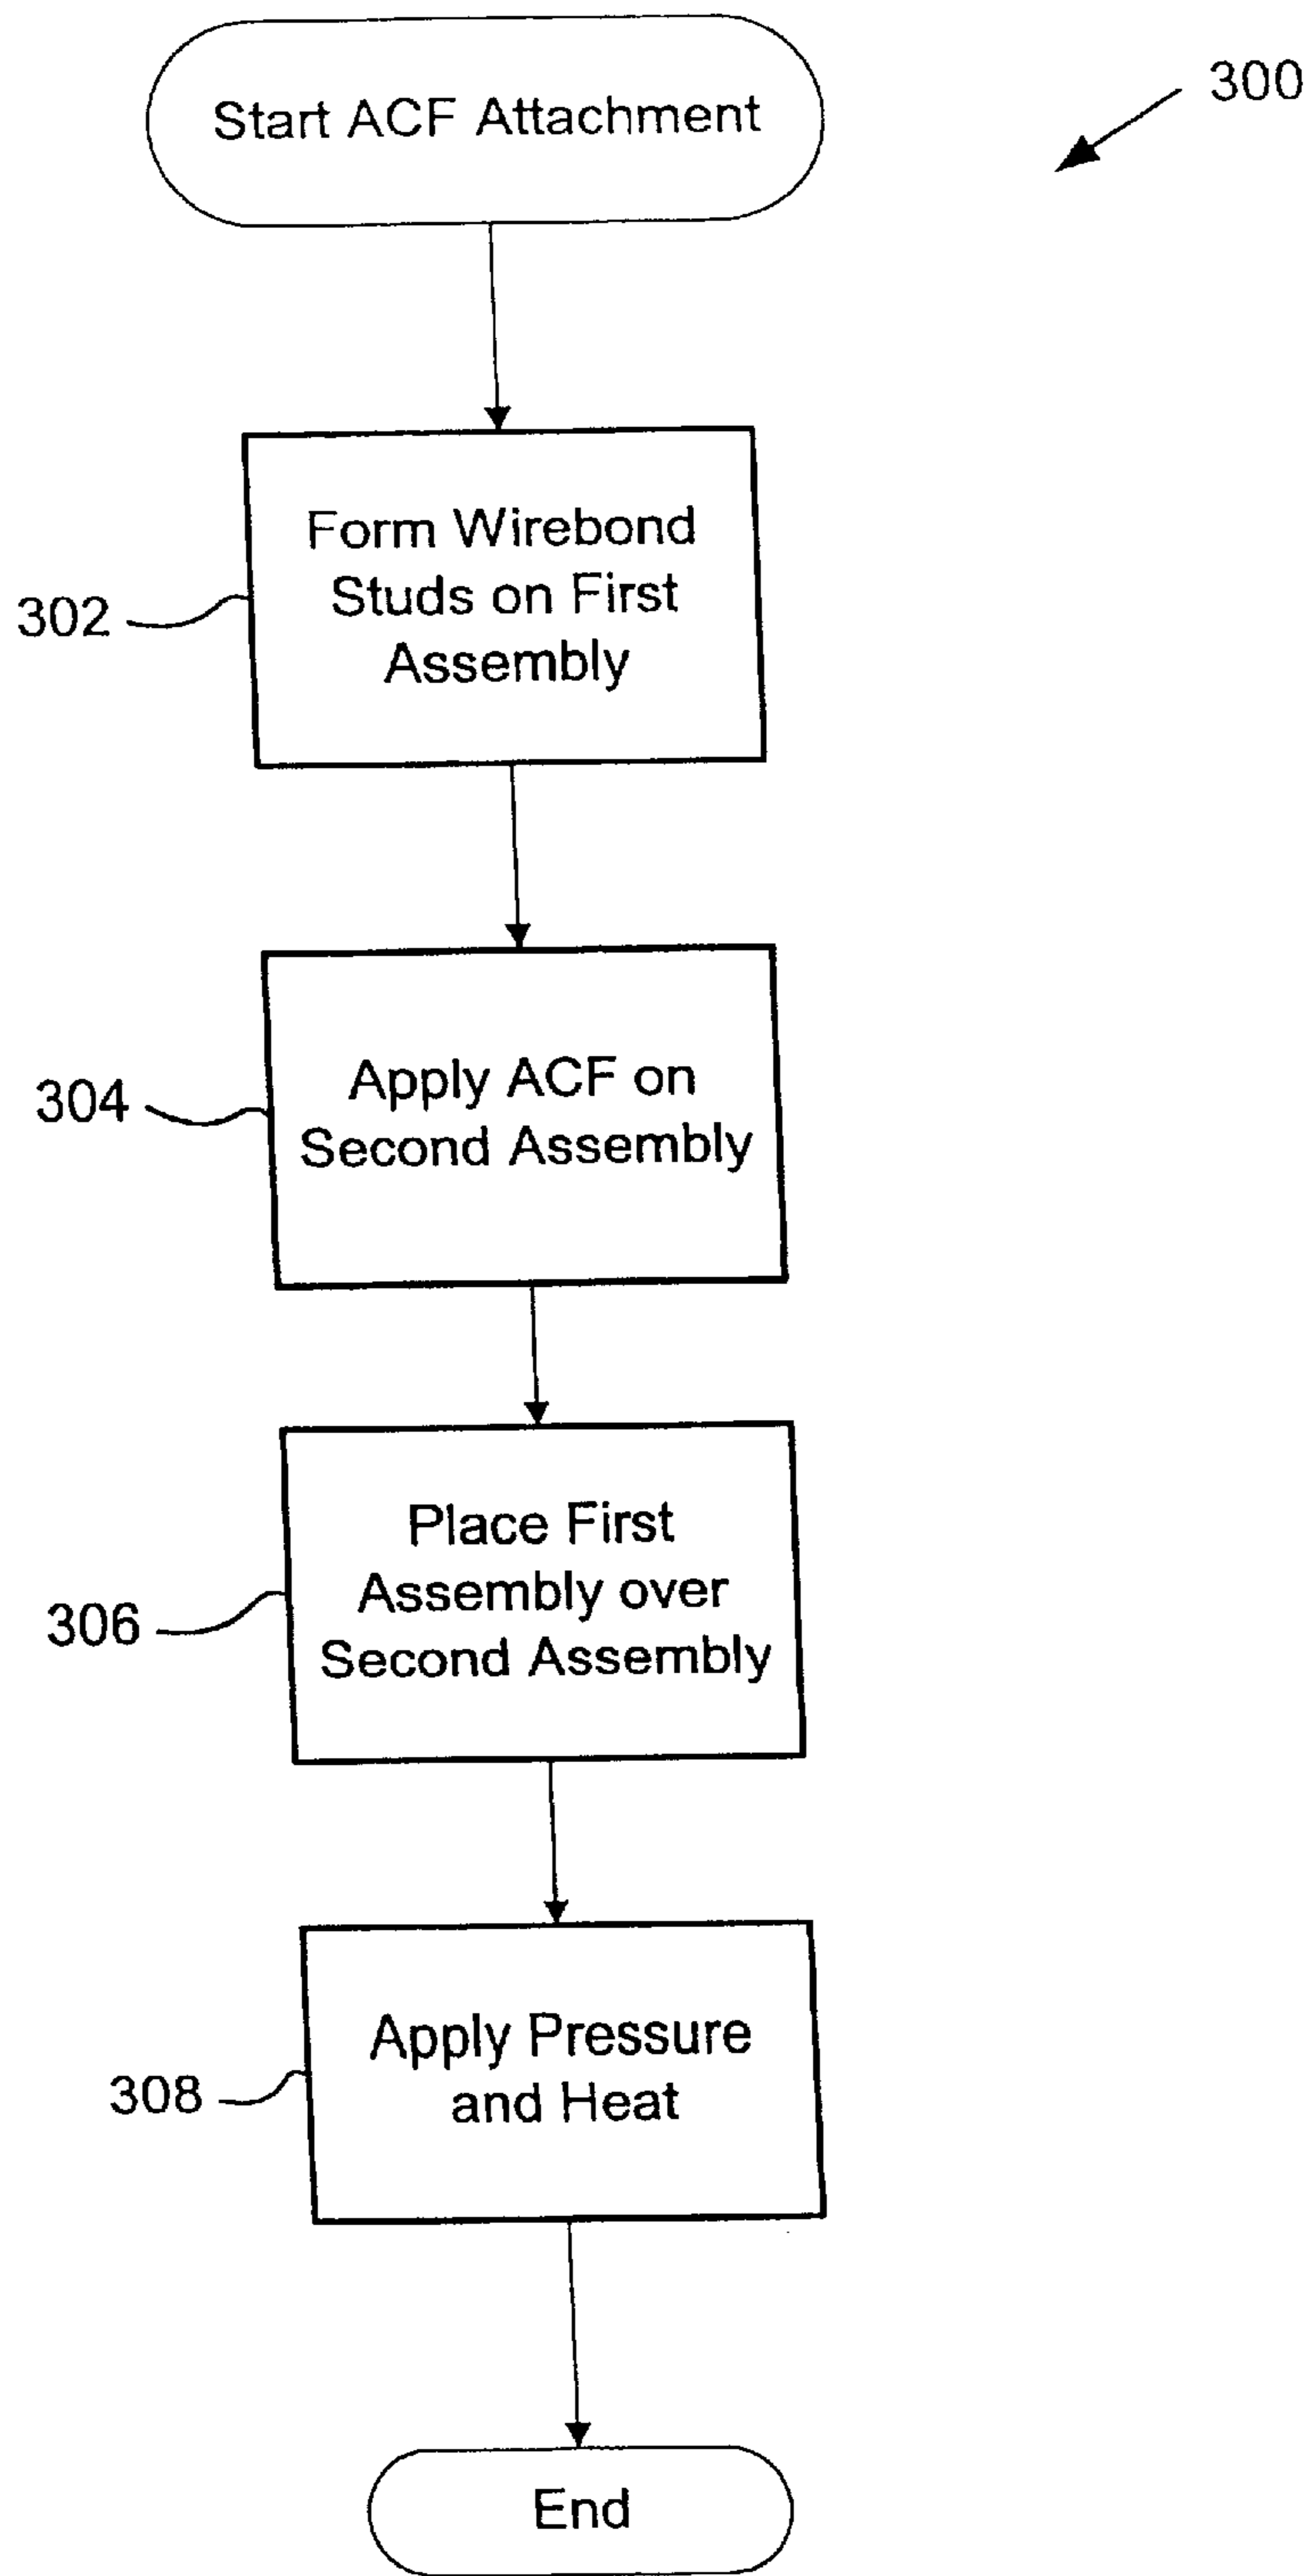 Start ACF Attachment
300
Form Wirebond
Studs on First
Assembly
302
Apply ACF on
Second Assembly
304
Place First
Assembly over
Second Assembly
306
Apply Pressure
and Heat
308
End